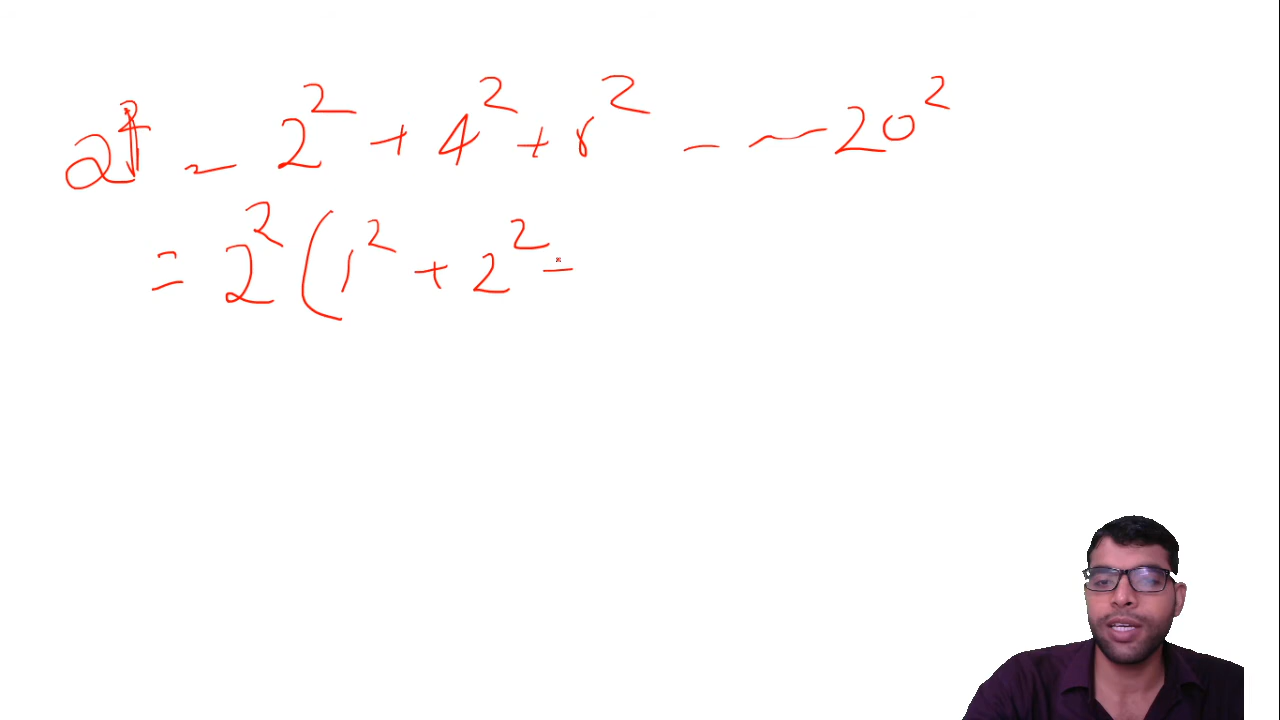 = 2² + 4² + 8² - - 20²
= 2² (1² + 2² -